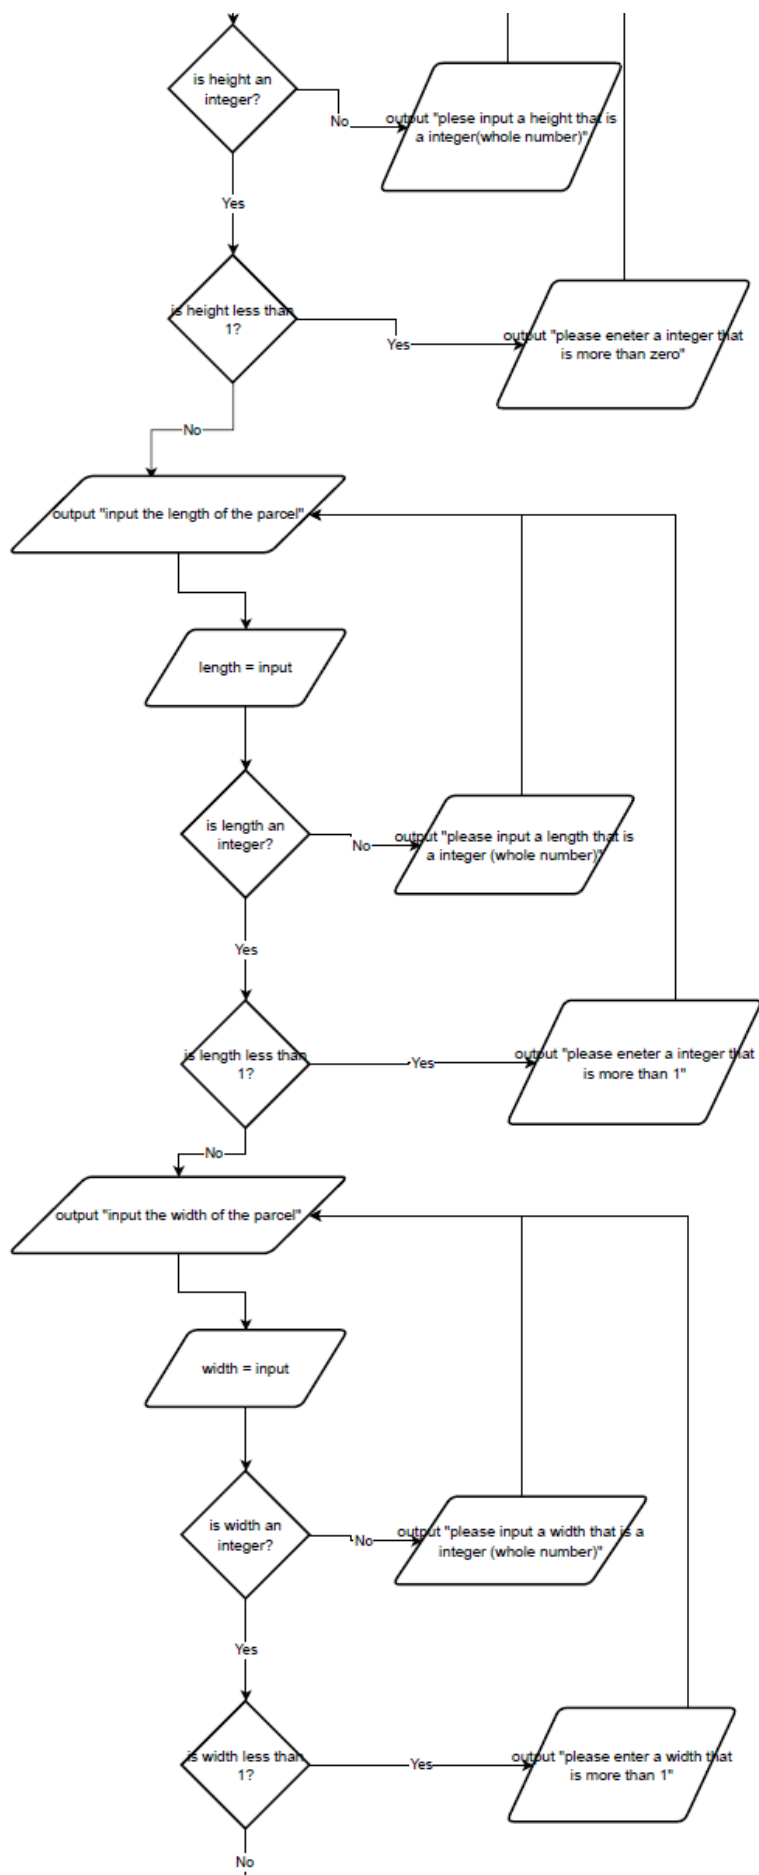 is height an
integer?
No
output "plese input a height that is
a integer(whole number)"
Yes
is height less than
1?
Yes
output "please eneter a integer that
is more than zero"
No
output "input the length of the parcel"
length = input
is length an
integer?
No
output "please input a length that is
a integer (whole number)"
Yes
is length less than
1?
Yes
output "please eneter a integer that
is more than 1"
No
output "input the width of the parcel"
width = input
is width an
integer?
No
output "please input a width that is a
integer (whole number)"
Yes
is width less than
1?
Yes
output "please enter a width that
is more than 1"
No